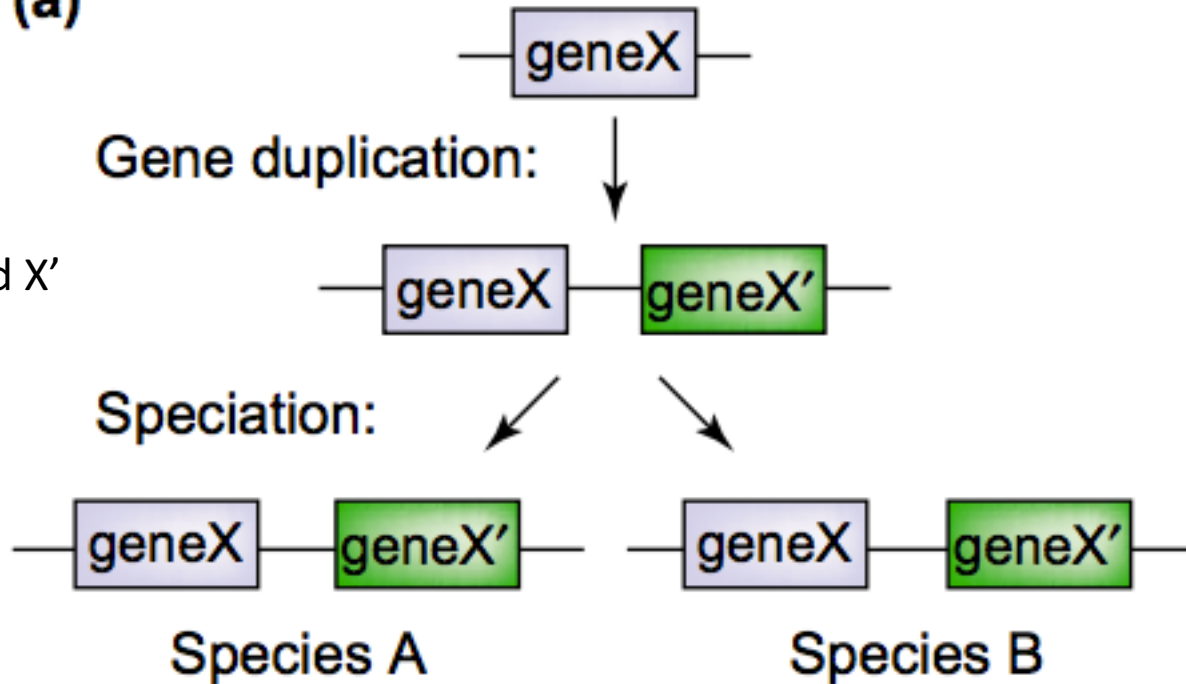 (a)
geneX
Gene duplication:
X’
geneX geneX′
Speciation:
geneX geneX′ geneX geneX′
Species A Species B